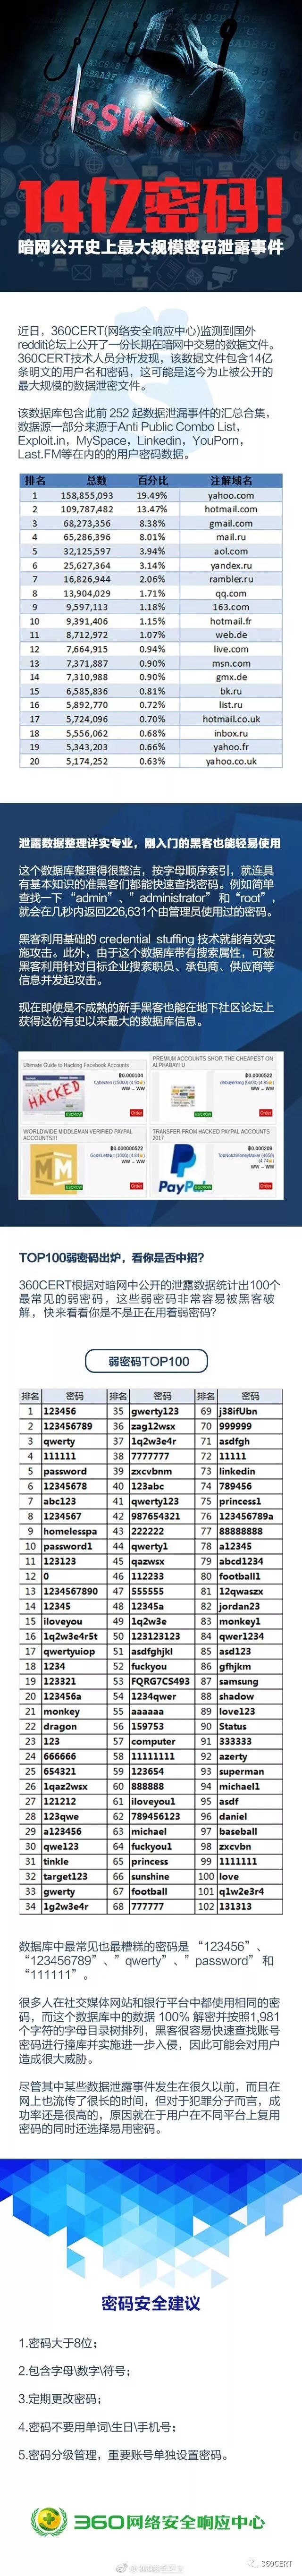 password
14亿密码!
暗网公开史上最大规模密码泄露事件
近日，360CERT(网络安全响应中心)监测到国外
reddit论坛上公开了一份长期在暗网中交易的数据文件。
360CERT技术人员分析发现，该数据文件包含14亿
条明文的用户名和密码，这可能是迄今为止被公开的
最大规模的数据泄密文件。
该数据库包含此前 252 起数据泄漏事件的汇总合集，
数据源一部分来源于Anti Public Combo List，
Exploit.in，MySpace，Linkedin，YouPorn，
Last.FM等在内的的用户密码数据。
排名 总数 百分比 注解域名
1 158,855,093 19.49% yahoo.com
2 109,787,482 13.47% hotmail.com
3 68,273,356 8.38% gmail.com
4 65,286,396 8.01% mail.ru
5 32,125,597 3.94% aol.com
6 25,627,364 3.14% yandex.ru
7 16,826,944 2.06% rambler.ru
8 13,904,029 1.71% qq.com
9 9,597,113 1.18% 163.com
10 9,391,406 1.15% hotmail.fr
11 8,712,972 1.07% web.de
12 7,664,915 0.94% live.com
13 7,371,887 0.90% msn.com
14 7,310,988 0.90% gmx.de
15 6,585,836 0.81% bk.ru
16 5,892,770 0.72% list.ru
17 5,724,096 0.70% hotmail.co.uk
18 5,556,062 0.68% inbox.ru
19 5,343,203 0.66% yahoo.fr
20 5,174,252 0.63% yahoo.co.uk
泄露数据整理详实专业，刚入门的黑客也能轻易使用
这个数据库整理得很整洁，按字母顺序索引，就连具
有基本知识的准黑客们都能快速查找密码。例如简单
查找一下 “admin”、”administrator” 和“root”，
就会在几秒内返回226,631个由管理员使用过的密码。
黑客利用基础的 credential stuffing 技术就能有效实
施攻击。此外，由于这个数据库带有搜索属性，可被
黑客利用针对目标企业搜索职员、承包商、供应商等
信息并发起攻击。
现在即使是不成熟的新手黑客也能在地下社区论坛上
获得这份有史以来最大的数据库信息。
Ultimate Guide to Hacking Facebook Accounts
HACKED
฿0.000104
Cyberzen (15000) (4.80★)
WW → WW
ESCROW
Order
PREMIUM ACCOUNTS SHOP, THE CHEAPEST ON
ALPHABAY! U
฿0.0000522
WW → WW
ESCROW
Order
WORLDWIDE MIDDLEMAN VERIFIED PAYPAL
ACCOUNTS!!!
฿0.000000522
WW → WW
ESCROW
Order
TRANSFER FROM HACKED PAYPAL ACCOUNTS
2017
PayPal
฿0.000209
TopNotchMoneyMaker (4650)
(4.74★)
WW → WW
ESCROW
Order
TOP100弱密码出炉，看你是否中招?
360CERT根据对暗网中公开的泄露数据统计出100个
最常见的弱密码，这些弱密码非常容易被黑客破
解，快来看看你是不是正在用着弱密码?
弱密码TOP100
排名 密码 排名 密码 排名 密码
1 123456 35 gwerty123 69 j38ifUbn
2 123456789 36 zag12wsx 70 999999
3 qwerty 37 1q2w3e4r 71 asdfgh
4 111111 38 7777777 72 11111
5 password 39 zxcvbnm 73 linkedin
6 12345678 40 123abc 74 789456
7 abc123 41 qwerty123 75 princess1
8 1234567 42 987654321 76 123456789a
9 homelesspa 43 222222 77 88888888
10 password1 44 qwerty1 78 a12345
11 123123 45 qazwsx 79 abcd1234
12 0 46 112233 80 football1
13 1234567890 47 555555 81 12qwaszx
14 12345 48 12345a 82 jordan23
15 iloveyou 49 1q2w3e 83 monkey1
16 1q2w3e4r5t 50 123123123 84 qwer1234
17 qwertyuiop 51 asdfghjkl 85 asd123
18 1234 52 fuckyou 86 gfhjkm
19 123321 53 FQRG7CS493 87 samsung
20 123456a 54 1234qwer 88 shadow
21 monkey 55 aaaaaa 89 love123
22 dragon 56 159753 90 Status
23 123 57 computer 91 333333
24 666666 58 11111111 92 azerty
25 654321 59 123654 93 superman
26 1qaz2wsx 60 888888 94 michael1
27 121212 61 iloveyou1 95 asdf
28 123qwe 62 789456123 96 daniel
29 a123456 63 michael 97 baseball
30 qwe123 64 fuckyou1 98 zxcvbn
31 tinkle 65 princess 99 1111111
32 target123 66 sunshine 100 love
33 gwerty 67 football 101 q1w2e3r4
34 1g2w3e4r 68 777777 102 131313
数据库中最常见也最糟糕的密码是 “123456”、
“123456789”、”qwerty”、” password” 和
“111111” 。
很多人在社交媒体网站和银行平台中都使用相同的密
码，而这个数据库中的数据 100% 解密并按照1,981
个字符的字母目录树排列，黑客很容易快速查找账号
密码进行撞库并实施进一步入侵，因此可能会对用户
造成很大威胁。
尽管其中某些数据泄露事件发生在很久以前，而且在
网上也流传了很长的时间，但对于犯罪分子而言，成
功率还是很高的，原因就在于用户在不同平台上复用
密码的同时还选择易用密码。
密码安全建议
1.密码大于8位；
2.包含字母\数字\符号；
3.定期更改密码；
4.密码不要用单词\生日\手机号；
5.密码分级管理，重要账号单独设置密码。
360网络安全响应中心
360CERT